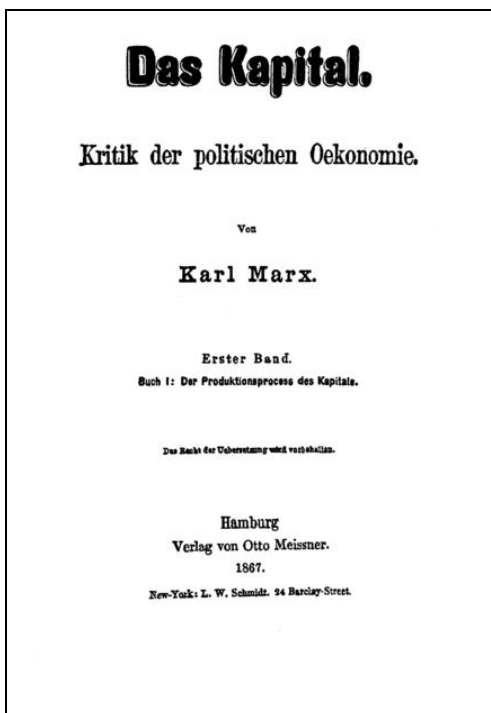 Das Kapital.
Kritik der politischen Oekonomie.
Von
Karl Marx.
Erster Band.
Buch I: Der Produktionsprocess des Kapitals.
Das Recht der Uebersetzung wird vorbehalten.
Hamburg
Verlag von Otto Meissner.
1867.
New-York: L. W. Schmidt. 24 Barclay-Street.